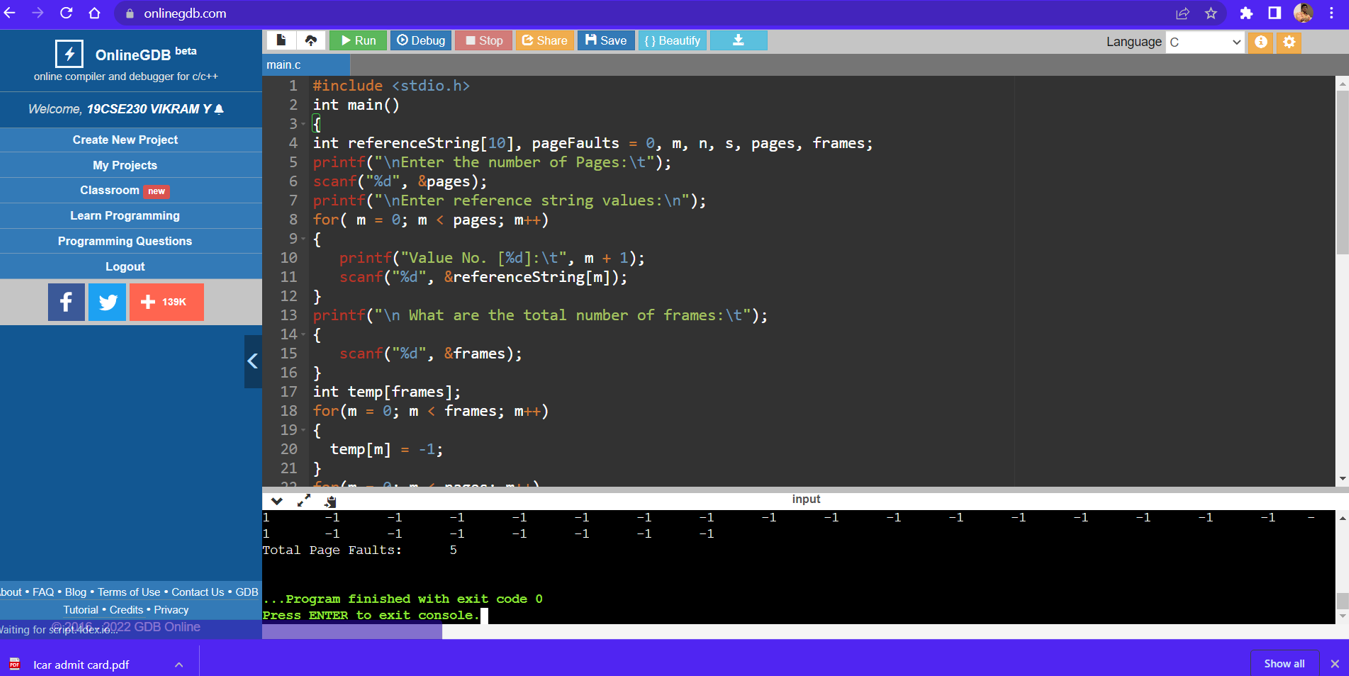 onlinegdb.com
OnlineGDB beta
online compiler and debugger for c/c++
Welcome, 19CSE230 VIKRAM Y
Create New Project
My Projects
Classroom new
Learn Programming
Programming Questions
Logout
139K
bout • FAQ • Blog • Terms of Use • Contact Us • GDB
Tutorial • Credits • Privacy
© 2016 - 2022 GDB Online
aiting for script.4dex.io...
Run Debug Stop Share Save { } Beautify
Language C
main.c
1 #include <stdio.h>
2 int main()
3 {
4 int referenceString[10], pageFaults = 0, m, n, s, pages, frames;
5 printf("\nEnter the number of Pages:\t");
6 scanf("%d", &pages);
7 printf("\nEnter reference string values:\n");
8 for( m = 0; m < pages; m++)
9 {
10 printf("Value No. [%d]:\t", m + 1);
11 scanf("%d", &referenceString[m]);
12 }
13 printf("\n What are the total number of frames:\t");
14 {
15 scanf("%d", &frames);
16 }
17 int temp[frames];
18 for(m = 0; m < frames; m++)
19 {
20 temp[m] = -1;
21 }
22 for(m = 0; m < pages; m++)
input
1 -1 -1 -1 -1 -1 -1 -1 -1 -1 -1 -1 -1 -1 -1 -1 -1 -
1 -1 -1 -1 -1 -1 -1 -1
Total Page Faults: 5
...Program finished with exit code 0
Press ENTER to exit console.
Icar admit card.pdf
Show all